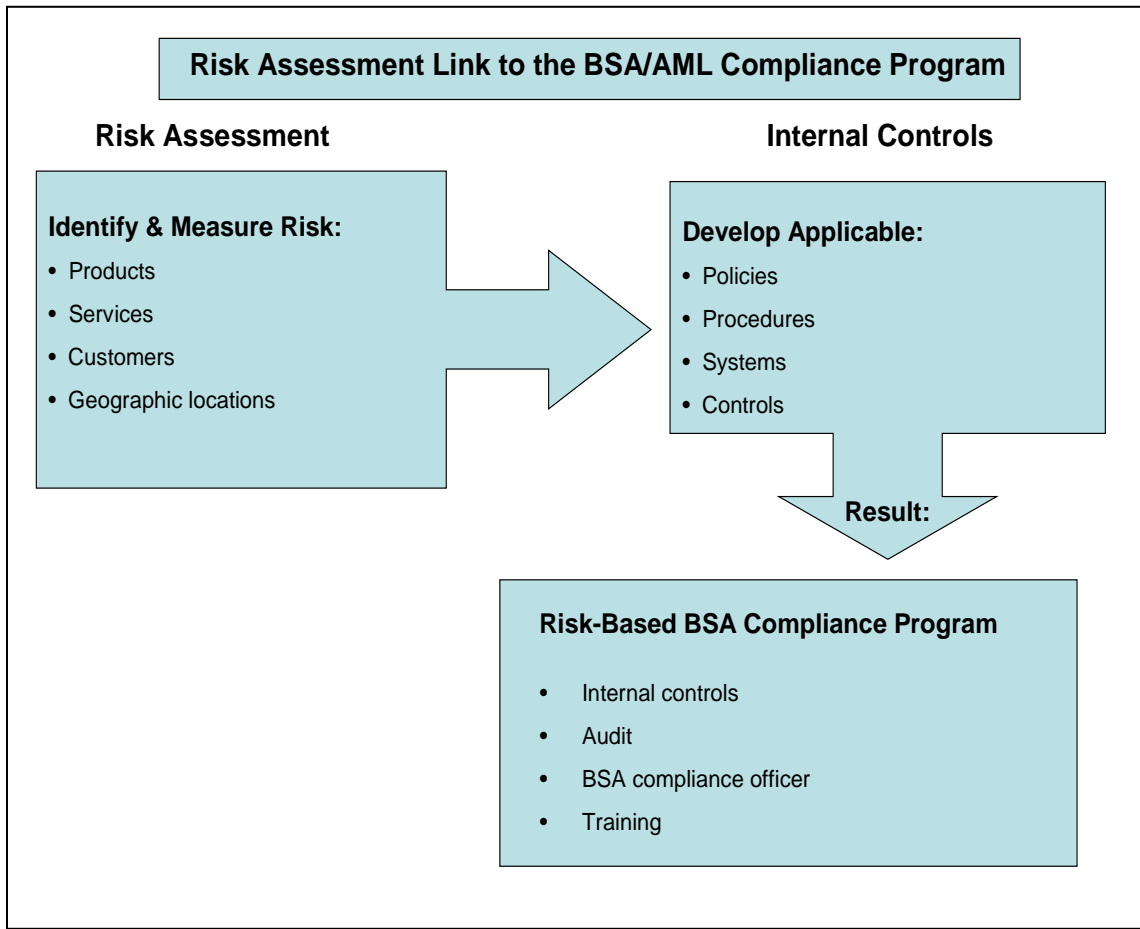 Risk Assessment Link to the BSA/AML Compliance Program
Risk Assessment
Identify & Measure Risk:
• Products
• Services
• Customers
• Geographic locations
Internal Controls
Develop Applicable:
• Policies
• Procedures
• Systems
• Controls
Result:
Risk-Based BSA Compliance Program
• Internal controls
• Audit
• BSA compliance officer
• Training